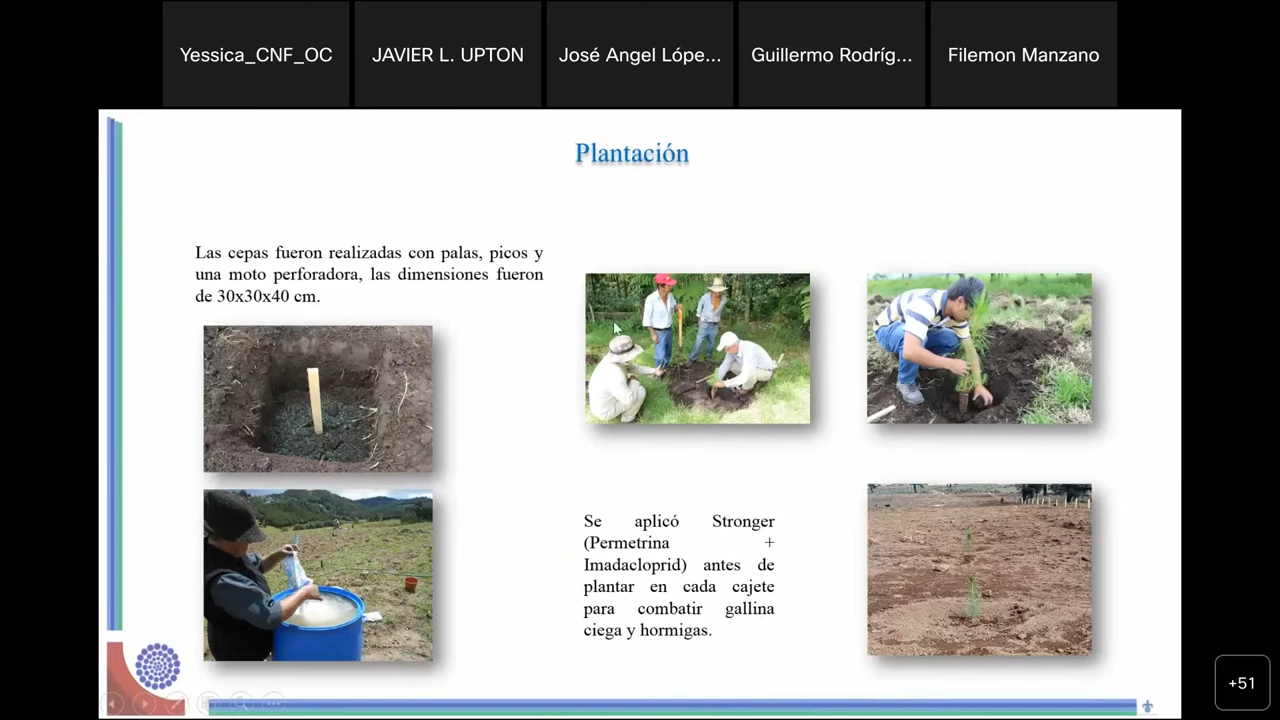 Yessica_CNF_OC
JAVIER L. UPTON
José Angel Lópe...
Guillermo Rodríg...
Filemon Manzano
Plantación
Las cepas fueron realizadas con palas, picos y
una moto perforadora, las dimensiones fueron
de 30x30x40 cm.
Se aplicó Stronger
(Permetrina +
Imadacloprid) antes de
plantar en cada cajete
para combatir gallina
ciega y hormigas.
+51